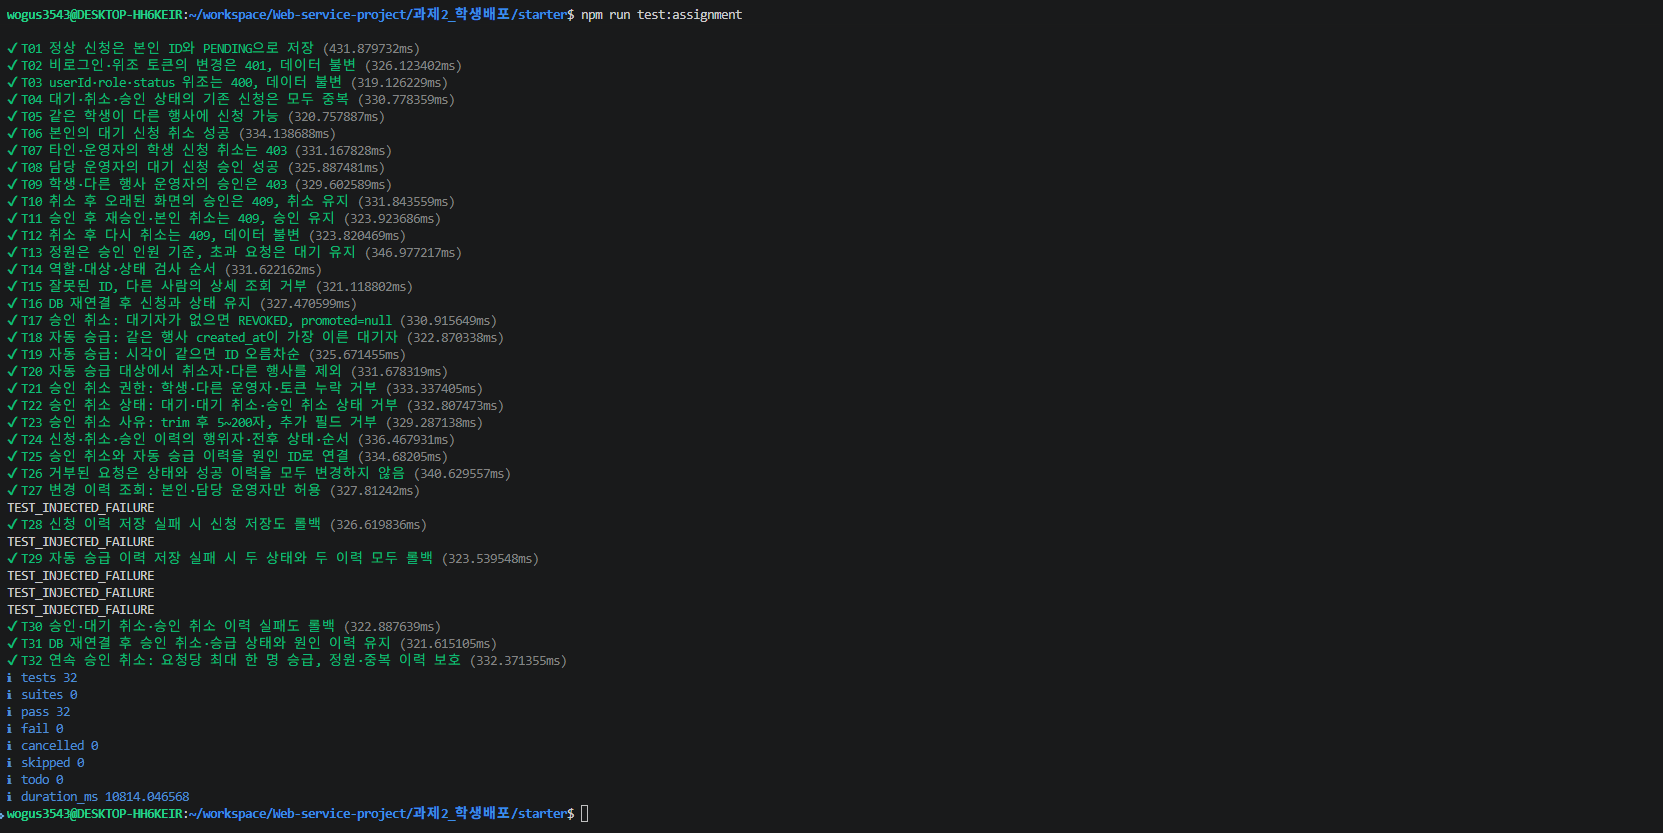 wogus3543@DESKTOP-HH6KEIR:~/workspace/Web-service-project/과제2_학생배포/starter$ npm run test:assignment
✔ T01 정상 신청은 본인 ID와 PENDING으로 저장 (431.879732ms)
✔ T02 비로그인·위조 토큰의 변경은 401, 데이터 불변 (326.123402ms)
✔ T03 userId·role·status 위조는 400, 데이터 불변 (319.126229ms)
✔ T04 대기·취소·승인 상태의 기존 신청은 모두 중복 (330.778359ms)
✔ T05 같은 학생이 다른 행사에 신청 가능 (320.757887ms)
✔ T06 본인의 대기 신청 취소 성공 (334.138688ms)
✔ T07 타인·운영자의 학생 신청 취소는 403 (331.167828ms)
✔ T08 담당 운영자의 대기 신청 승인 성공 (325.887481ms)
✔ T09 학생·다른 행사 운영자의 승인은 403 (329.602589ms)
✔ T10 취소 후 오래된 화면의 승인은 409, 취소 유지 (331.843559ms)
✔ T11 승인 후 재승인·본인 취소는 409, 승인 유지 (323.923686ms)
✔ T12 취소 후 다시 취소는 409, 데이터 불변 (323.820469ms)
✔ T13 정원은 승인 인원 기준, 초과 요청은 대기 유지 (346.977217ms)
✔ T14 역할·대상·상태 검사 순서 (331.622162ms)
✔ T15 잘못된 ID, 다른 사람의 상세 조회 거부 (321.118802ms)
✔ T16 DB 재연결 후 신청과 상태 유지 (327.470599ms)
✔ T17 승인 취소: 대기자가 없으면 REVOKED, promoted=null (330.915649ms)
✔ T18 자동 승급: 같은 행사 created_at이 가장 이른 대기자 (322.870338ms)
✔ T19 자동 승급: 시각이 같으면 ID 오름차순 (325.671455ms)
✔ T20 자동 승급 대상에서 취소자·다른 행사를 제외 (331.678319ms)
✔ T21 승인 취소 권한: 학생·다른 운영자·토큰 누락 거부 (333.337405ms)
✔ T22 승인 취소 상태: 대기·대기 취소·승인 취소 상태 거부 (332.807473ms)
✔ T23 승인 취소 사유: trim 후 5~200자, 추가 필드 거부 (329.287138ms)
✔ T24 신청·취소·승인 이력의 행위자·전후 상태·순서 (336.467931ms)
✔ T25 승인 취소와 자동 승급 이력을 원인 ID로 연결 (334.68205ms)
✔ T26 거부된 요청은 상태와 성공 이력을 모두 변경하지 않음 (340.629557ms)
✔ T27 변경 이력 조회: 본인·담당 운영자만 허용 (327.81242ms)
TEST_INJECTED_FAILURE
✔ T28 신청 이력 저장 실패 시 신청 저장도 롤백 (326.619836ms)
TEST_INJECTED_FAILURE
✔ T29 자동 승급 이력 저장 실패 시 두 상태와 두 이력 모두 롤백 (323.539548ms)
TEST_INJECTED_FAILURE
TEST_INJECTED_FAILURE
TEST_INJECTED_FAILURE
✔ T30 승인·대기 취소·승인 취소 이력 실패도 롤백 (322.887639ms)
✔ T31 DB 재연결 후 승인 취소·승급 상태와 원인 이력 유지 (321.615105ms)
✔ T32 연속 승인 취소: 요청당 최대 한 명 승급, 정원·중복 이력 보호 (332.371355ms)
ℹ tests 32
ℹ suites 0
ℹ pass 32
ℹ fail 0
ℹ cancelled 0
ℹ skipped 0
ℹ todo 0
ℹ duration_ms 10814.046568
wogus3543@DESKTOP-HH6KEIR:~/workspace/Web-service-project/과제2_학생배포/starter$